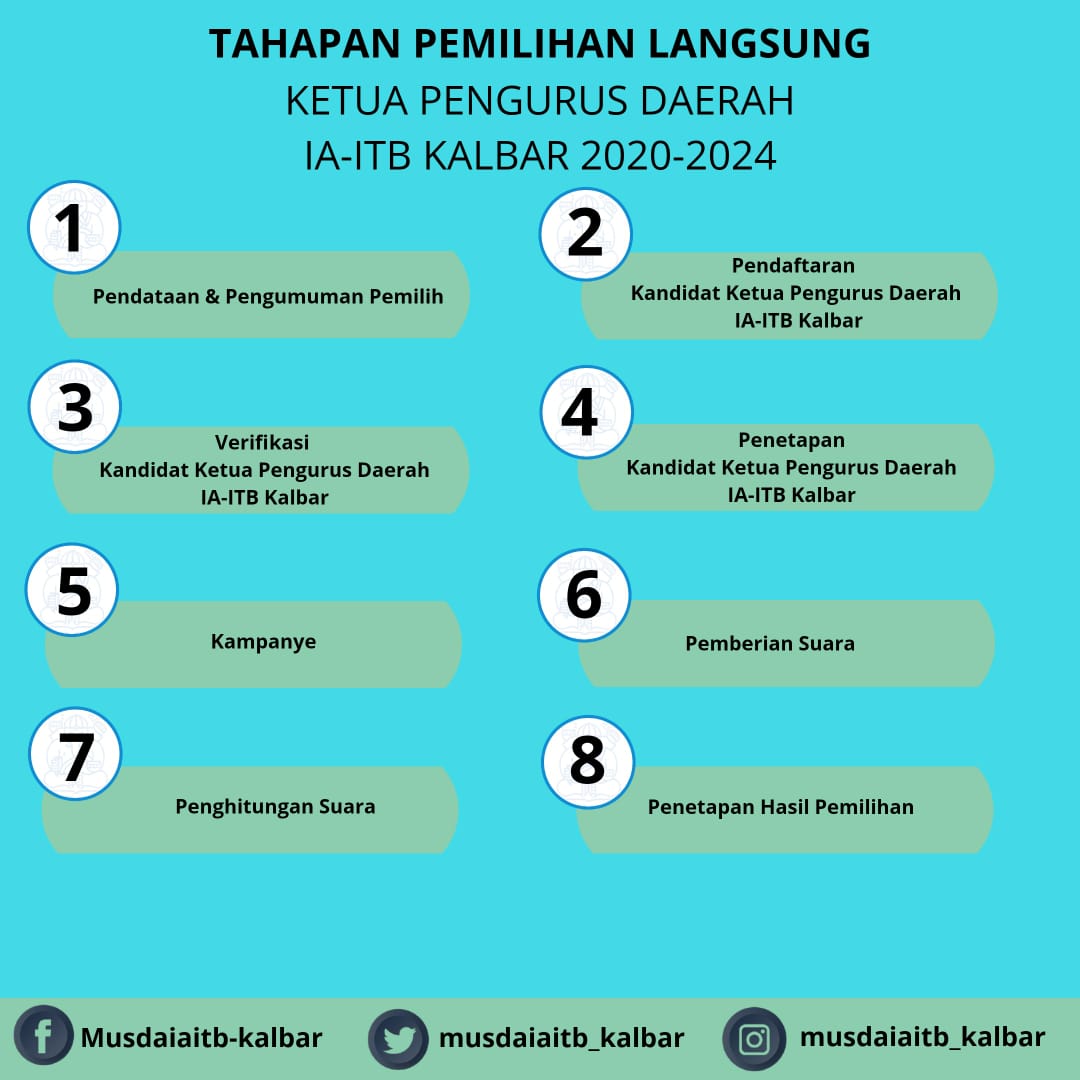 TAHAPAN PEMILIHAN LANGSUNG
KETUA PENGURUS DAERAH
IA-ITB KALBAR 2020-2024
1
Pendataan & Pengumuman Pemilih
2
Pendaftaran
Kandidat Ketua Pengurus Daerah
IA-ITB Kalbar
3
Verifikasi
Kandidat Ketua Pengurus Daerah
IA-ITB Kalbar
4
Penetapan
Kandidat Ketua Pengurus Daerah
IA-ITB Kalbar
5
Kampanye
6
Pemberian Suara
7
Penghitungan Suara
8
Penetapan Hasil Pemilihan
Musdaiaitb-kalbar
musdaiaitb_kalbar
musdaiaitb_kalbar